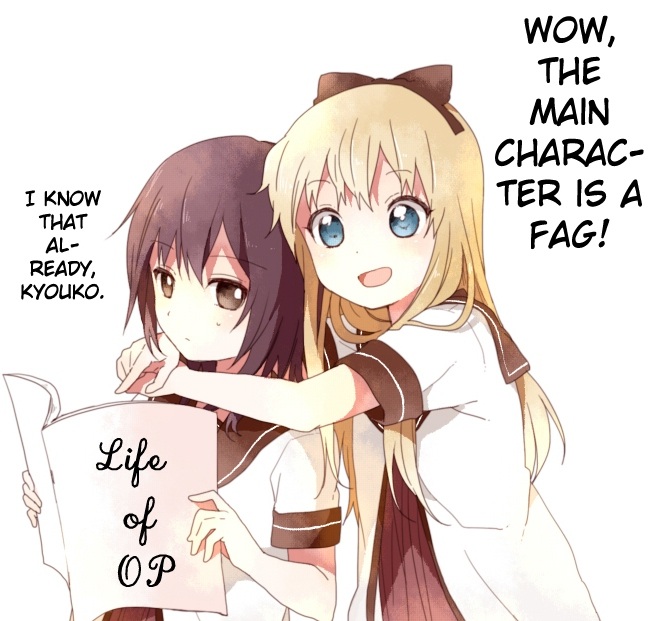 WOW,
THE
MAIN
CHARAC-
TER IS A
FAG!
I KNOW
THAT
AL-
READY,
KYOUKO.
Life
of
OP